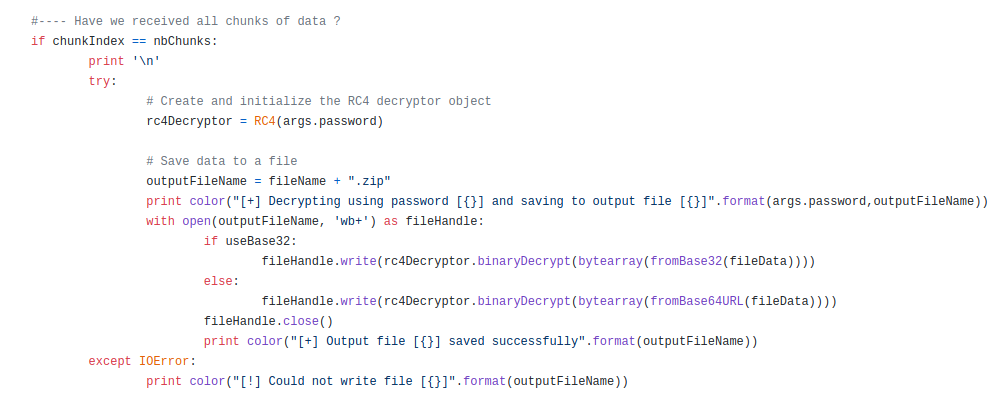 #---- Have we received all chunks of data ?
if chunkIndex == nbChunks:
        print '\n'
        try:
                # Create and initialize the RC4 decryptor object
                rc4Decryptor = RC4(args.password)

                # Save data to a file
                outputFileName = fileName + ".zip"
                print color("[+] Decrypting using password [{}] and saving to output file [{}]".format(args.password,outputFileName))
                with open(outputFileName, 'wb+') as fileHandle:
                        if useBase32:
                                fileHandle.write(rc4Decryptor.binaryDecrypt(bytearray(fromBase32(fileData))))
                        else:
                                fileHandle.write(rc4Decryptor.binaryDecrypt(bytearray(fromBase64URL(fileData))))
                        fileHandle.close()
                        print color("[+] Output file [{}] saved successfully".format(outputFileName))
        except IOError:
                print color("[!] Could not write file [{}]".format(outputFileName))